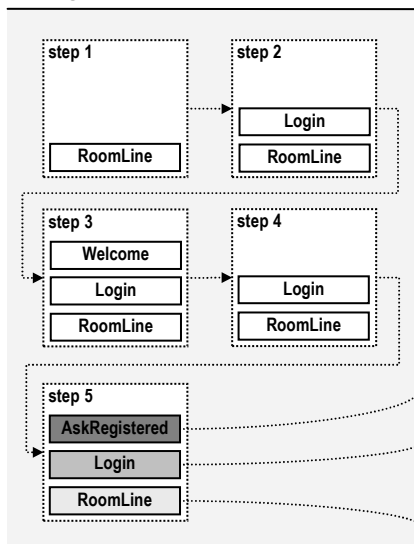 step 1
RoomLine
step 2
Login
RoomLine
step 3
Welcome
Login
RoomLine
step 4
Login
RoomLine
step 5
AskRegistered
Login
RoomLine